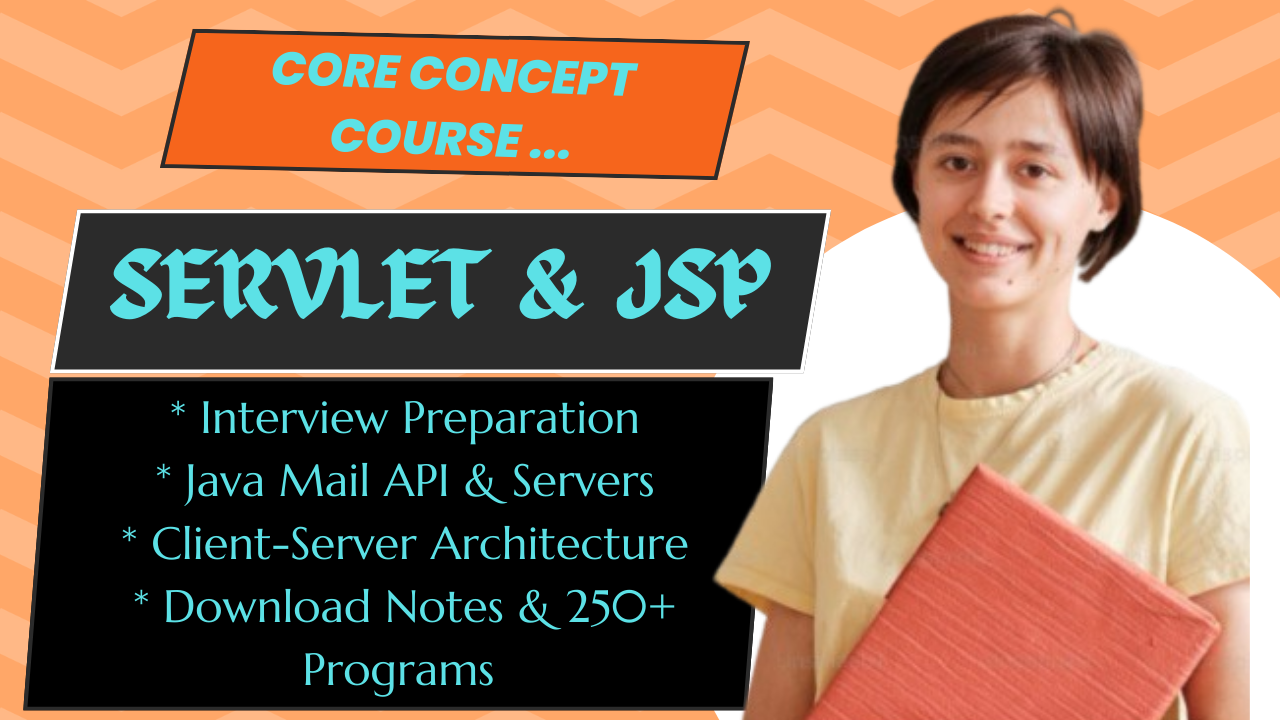 CORE CONCEPT
COURSE ...
SERVLET & JSP
* Interview Preparation
* Java Mail API & Servers
* Client-Server Architecture
* Download Notes & 250+
Programs